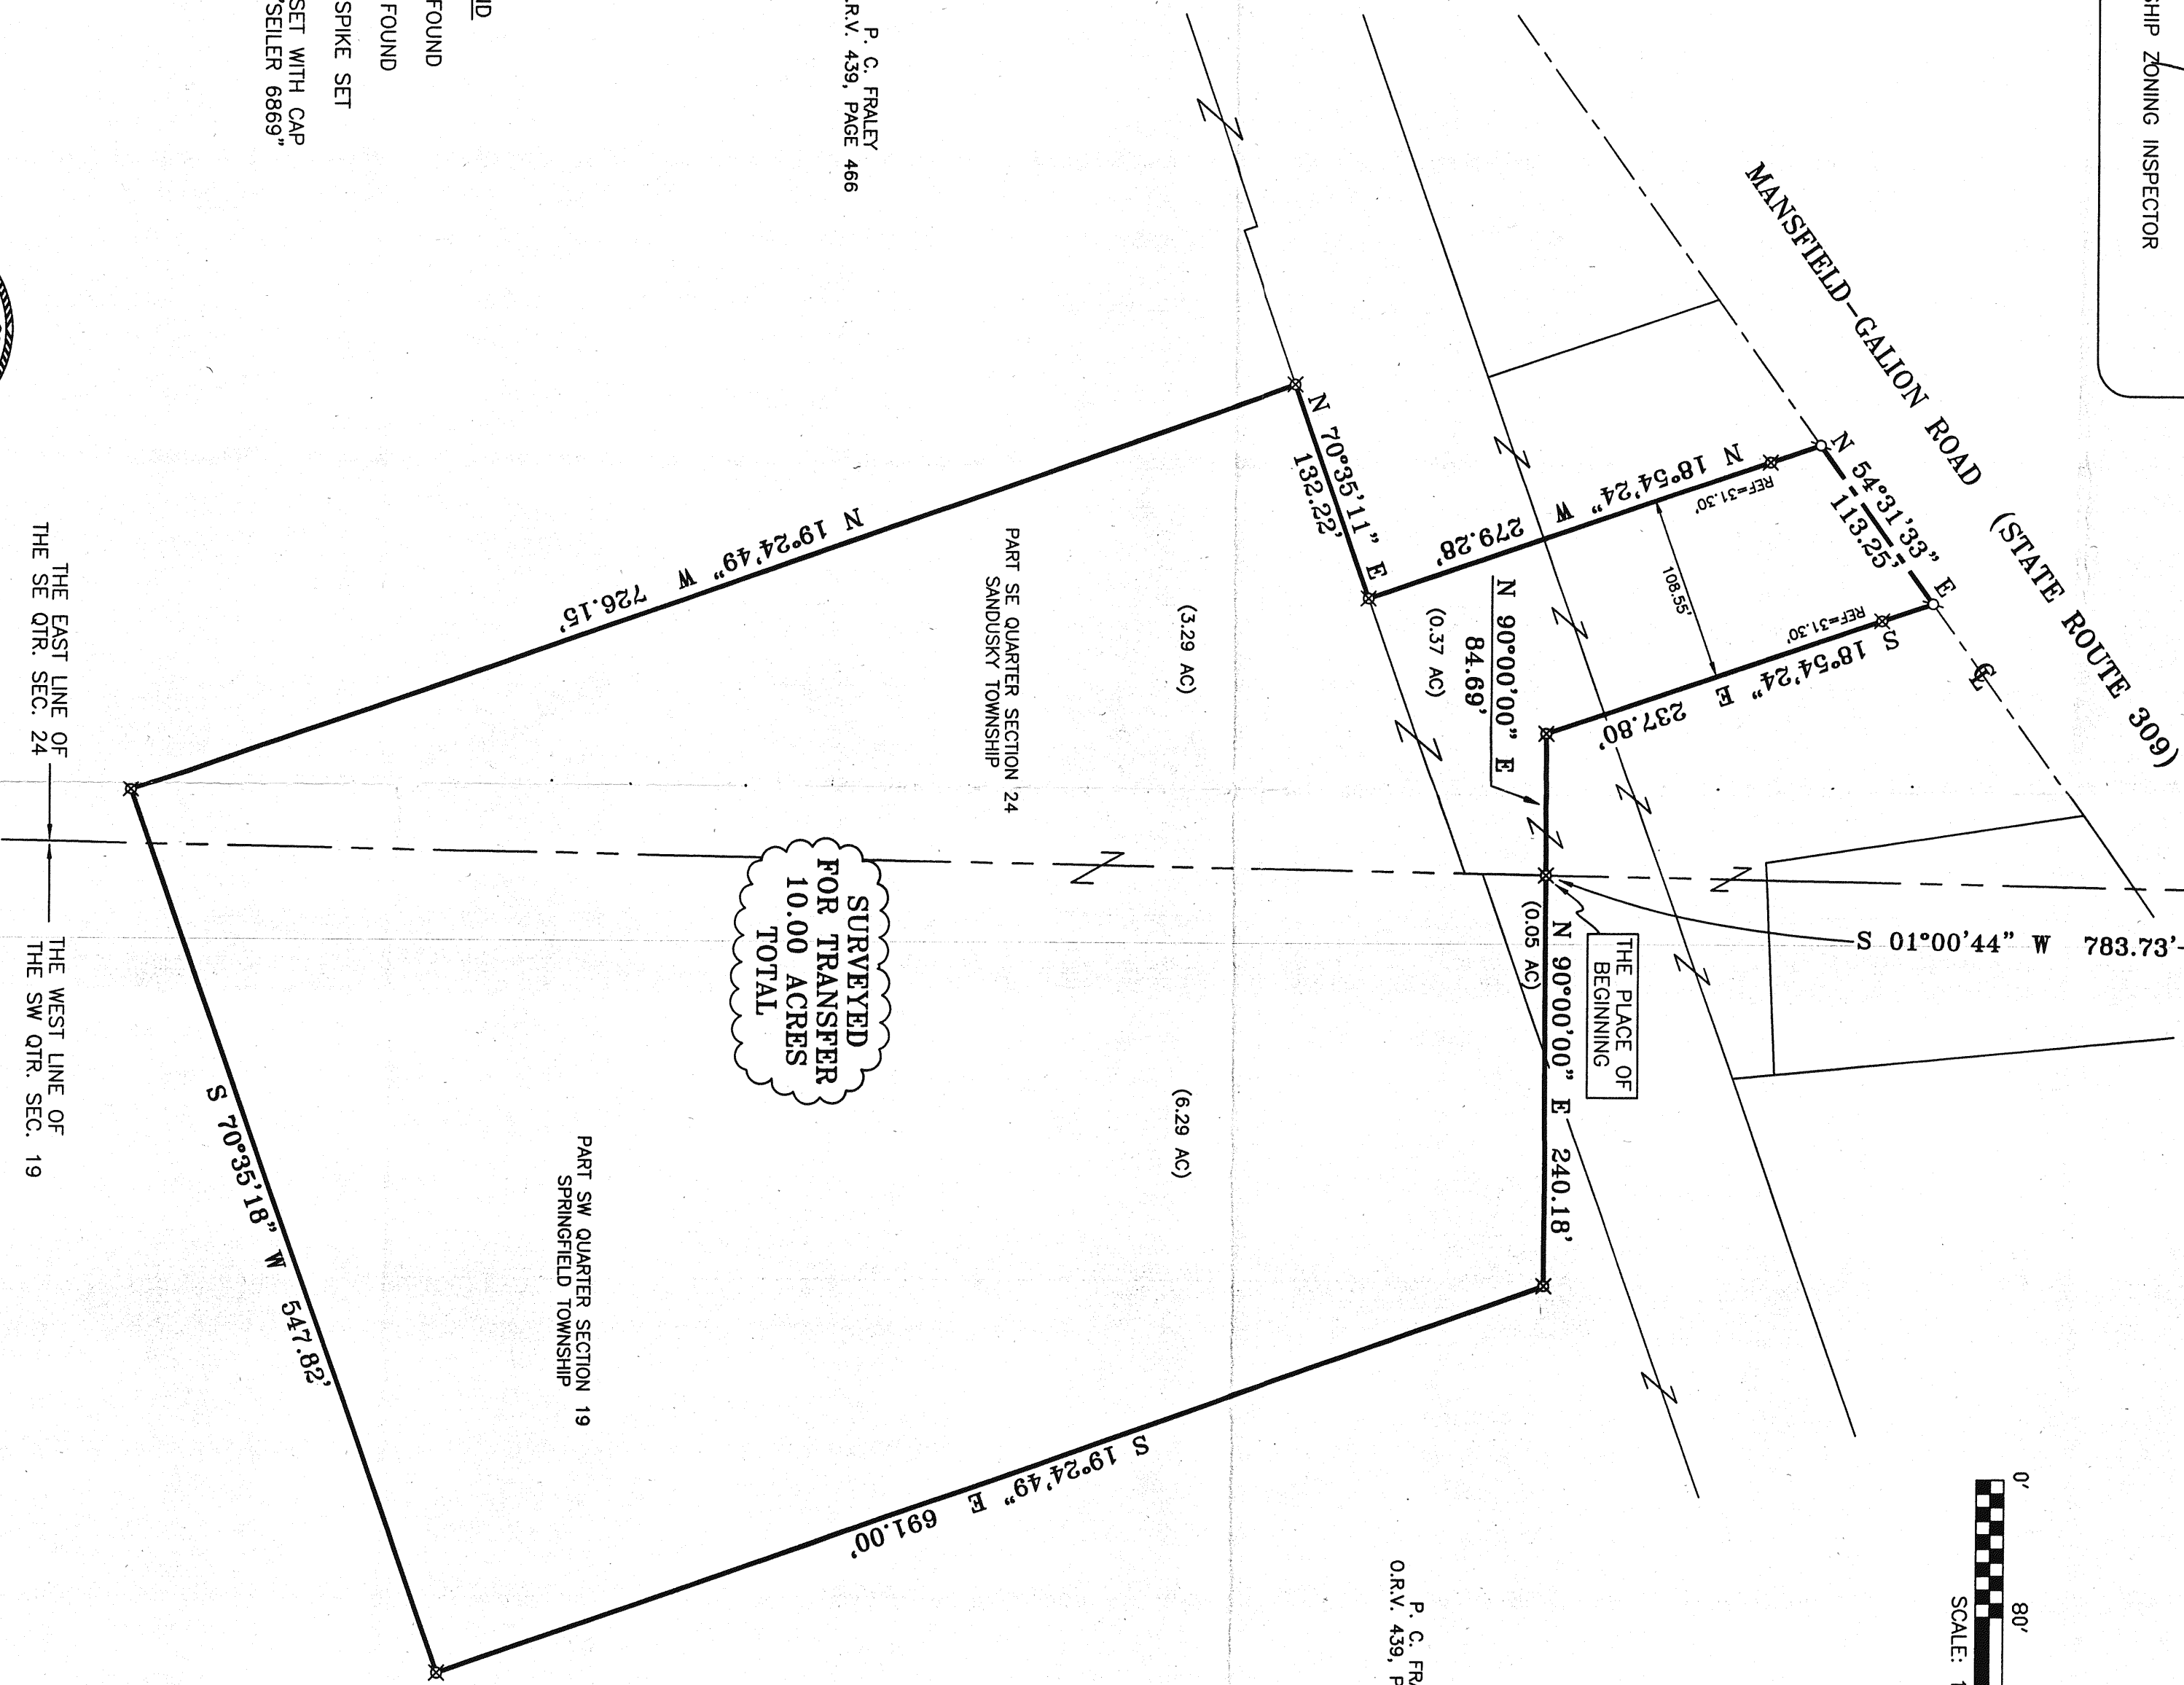 SHIP ZONING INSPECTOR
MANSFIELD-GALION ROAD (STATE ROUTE 309)
N 54°31'33" E
113.25'
REF=31.30'
N 18°54'24" W 279.28'
108.55'
REF=31.30'
S 18°54'24" E 237.80'
S 01°00'44" W 783.73'
THE PLACE OF
BEGINNING
N 90°00'00" E 240.18'
(0.05 AC)
N 90°00'00" E
84.69'
(0.37 AC)
N 70°35'11" E
132.22'
(3.29 AC)
(6.29 AC)
PART SE QUARTER SECTION 24
SANDUSKY TOWNSHIP
N 19°24'49" W 726.15'
SURVEYED
FOR TRANSFER
10.00 ACRES
TOTAL
S 19°24'49" E 691.00'
PART SW QUARTER SECTION 19
SPRINGFIELD TOWNSHIP
S 70°35'18" W 547.82'
THE EAST LINE OF
THE SE QTR. SEC. 24
THE WEST LINE OF
THE SW QTR. SEC. 19
P. C. FRALEY
.R.V. 439, PAGE 466
P. C. FRA
O.R.V. 439, P
0' 80'
SCALE: 1
ND
FOUND
FOUND
SPIKE SET
SET WITH CAP
"SEILER 6869"